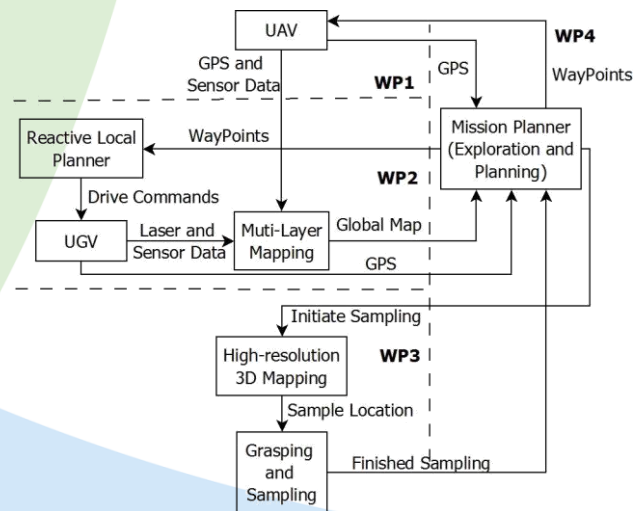 UAV
WP4
GPS and
Sensor Data
GPS
WayPoints
WP1
Reactive Local
Planner
WayPoints
Mission Planner
(Exploration and
Planning)
WP2
Drive Commands
UGV
Laser and
Sensor Data
Muti-Layer
Mapping
Global Map
GPS
Initiate Sampling
High-resolution
3D Mapping
WP3
Sample Location
Grasping
and
Sampling
Finished Sampling